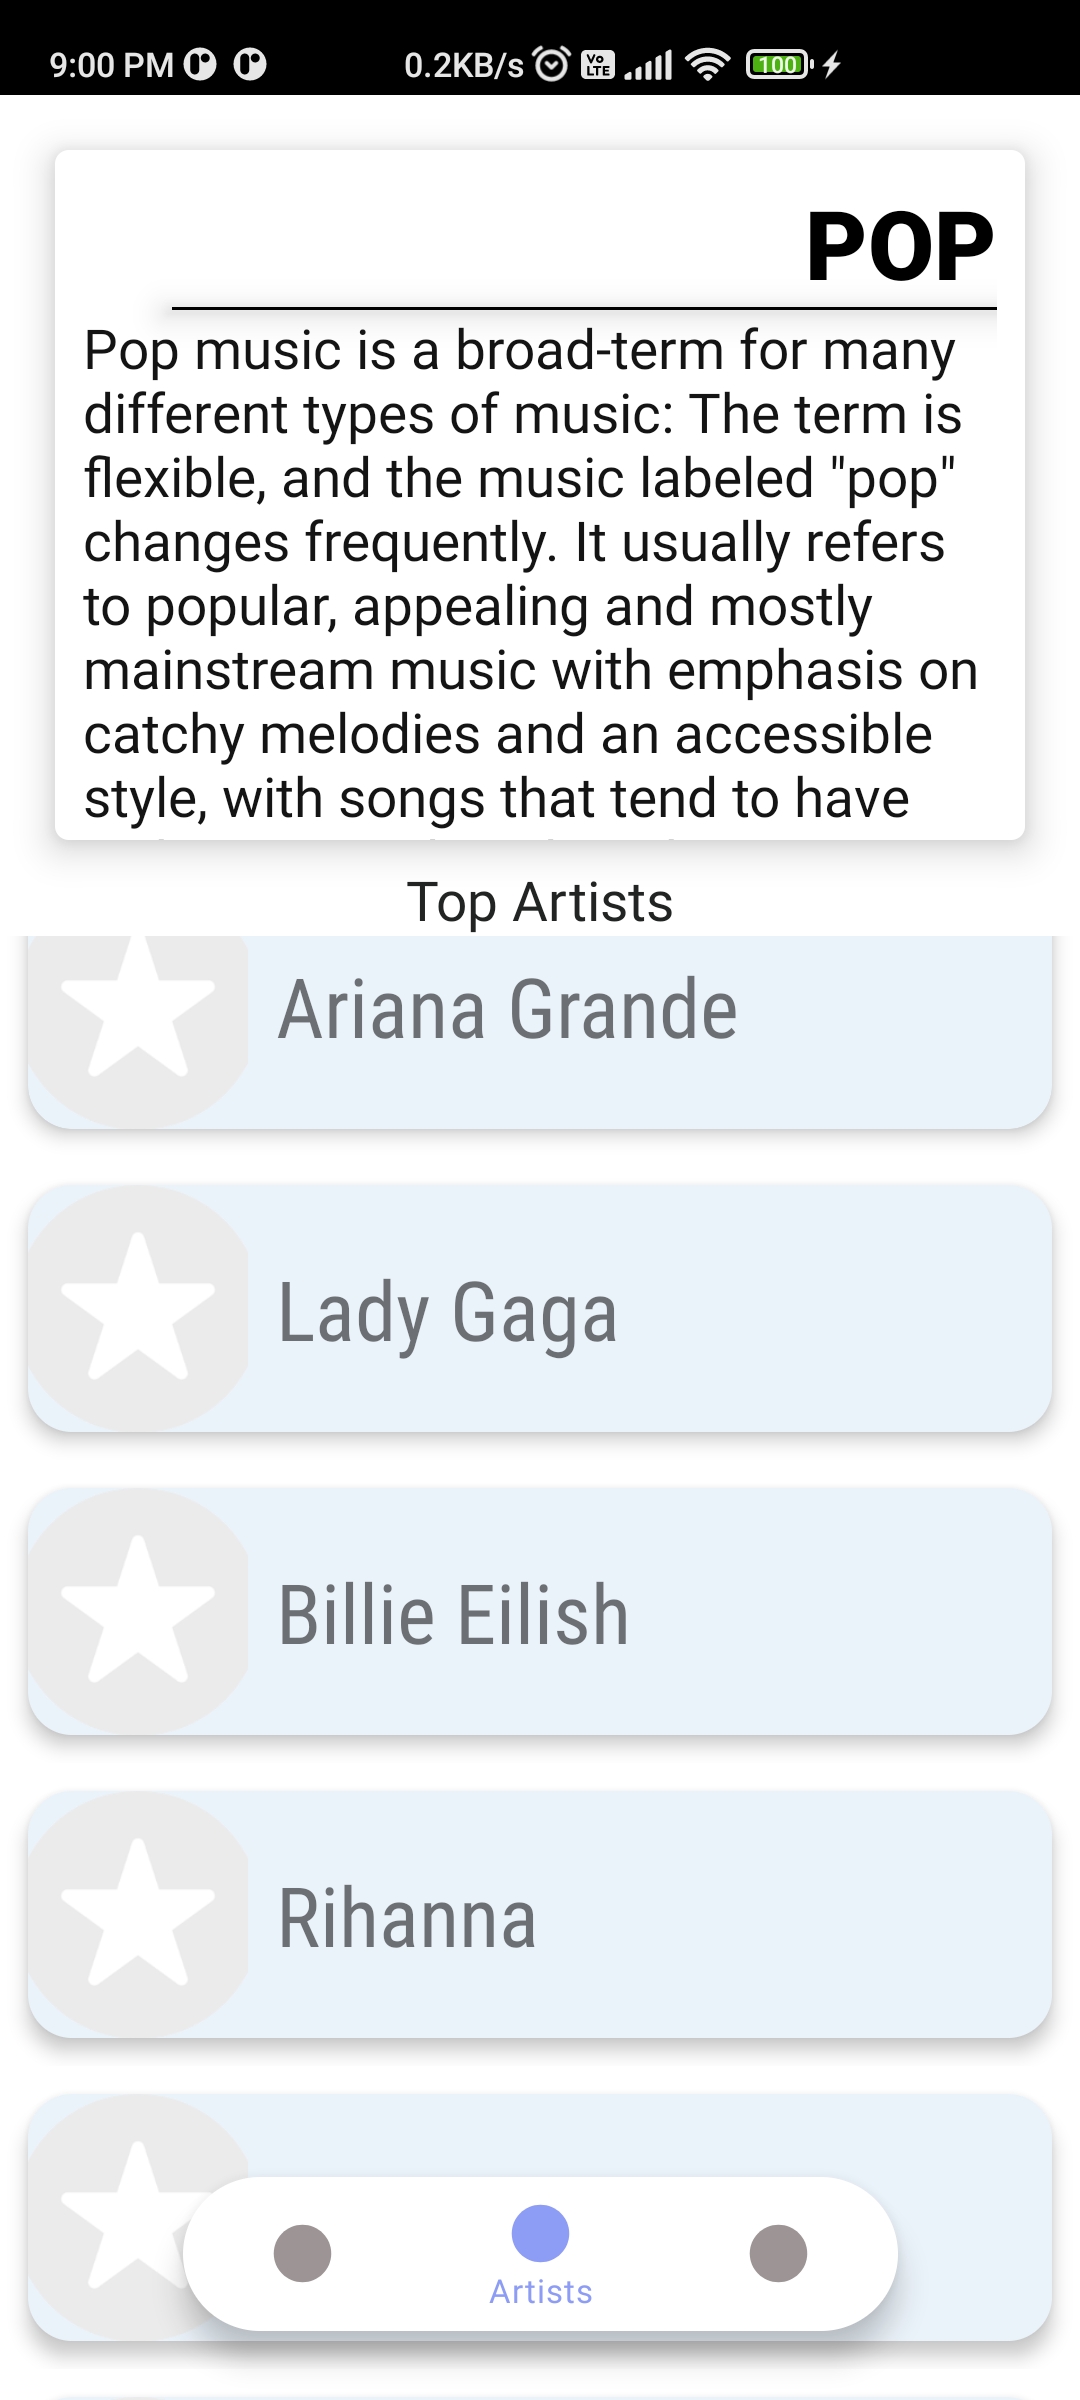 9:00 PM 0.2KB/s Vo LTE 100
POP
Pop music is a broad-term for many
different types of music: The term is
flexible, and the music labeled "pop"
changes frequently. It usually refers
to popular, appealing and mostly
mainstream music with emphasis on
catchy melodies and an accessible
style, with songs that tend to have
Top Artists
Ariana Grande
Lady Gaga
Billie Eilish
Rihanna
Artists